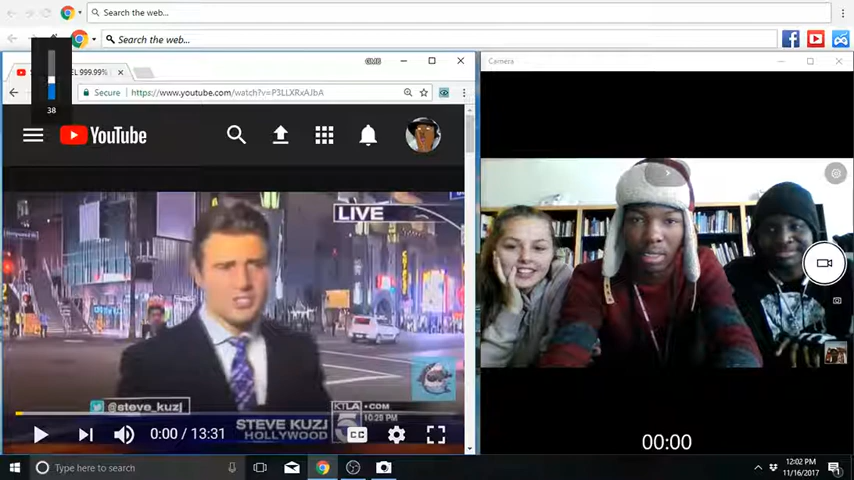 Search the web...
Search the web...
GMB
EL 999.99%
Secure
https://www.youtube.com/watch?v=P3LLXRxAJbA
Camera
38
YouTube
LIVE
@steve_kuzj
KTLA.COM
10:25 PM
5
STEVE KUZJ
HOLLYWOOD
0:00 / 13:31
CC
00:00
Type here to search
12:02 PM
11/16/2017